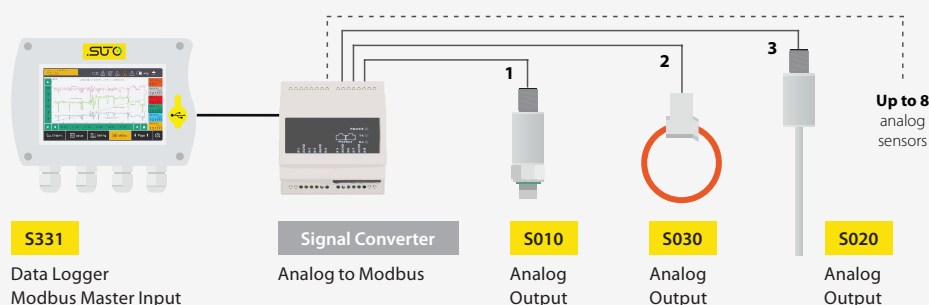 SUTO
1
2
3
Up to 8
analog
sensors
S331
Signal Converter
S010
S030
S020
Data Logger
Modbus Master Input
Analog to Modbus
Analog
Output
Analog
Output
Analog
Output